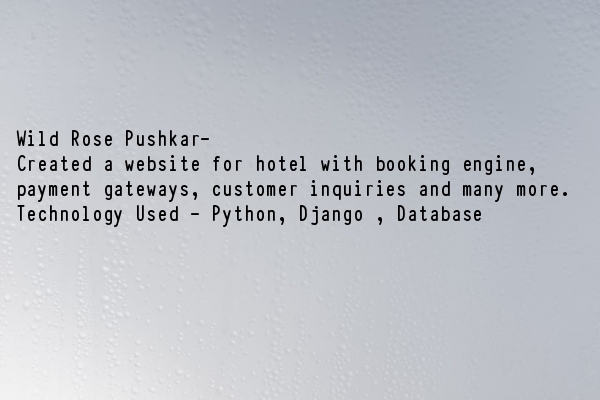 Wild Rose Pushkar-
Created a website for hotel with booking engine,
payment gateways, customer inquiries and many more.
Technology Used - Python, Django , Database